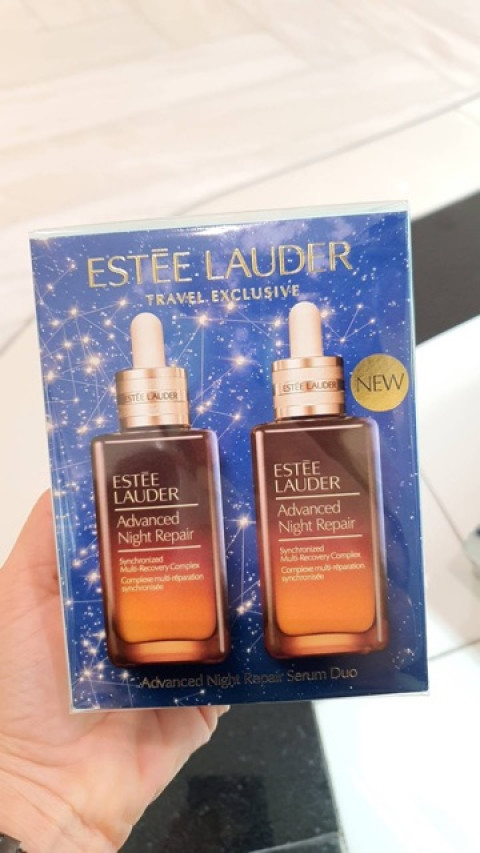 ESTĒE LAUDER
TRAVEL EXCLUSIVE
NEW
ESTĒE LAUDER
ESTĒE
LAUDER
Advanced
Night Repair
Synchronized
Multi-Recovery Complex
Complexe multi-réparation
synchronisée
ESTĒE LAUDER
ESTĒE
LAUDER
Advanced
Night Repair
Synchronized
Multi-Recovery Complex
Complexe multi-réparation
synchronisée
Advanced Night Repair Serum Duo